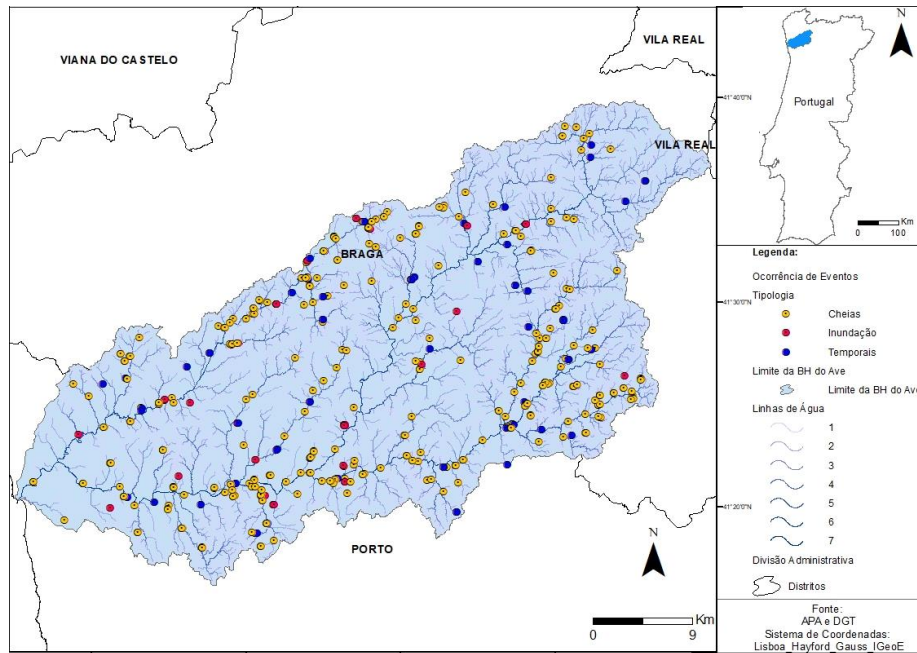 VIANA DO CASTELO
VILA REAL
VILA REAL
BRAGA
PORTO
N
Km
0 9
41°40'0"N
41°30'0"N
41°20'0"N
N
Portugal
Km
0 100
Legenda:
Ocorrência de Eventos
Tipologia
Cheias
Inundação
Temporais
Limite da BH do Ave
Limite da BH do Ave
Linhas de Água
1
2
3
4
5
6
7
Divisão Administrativa
Distritos
Fonte:
APA e DGT
Sistema de Coordenadas:
Lisboa_Hayford_Gauss_IGeoE